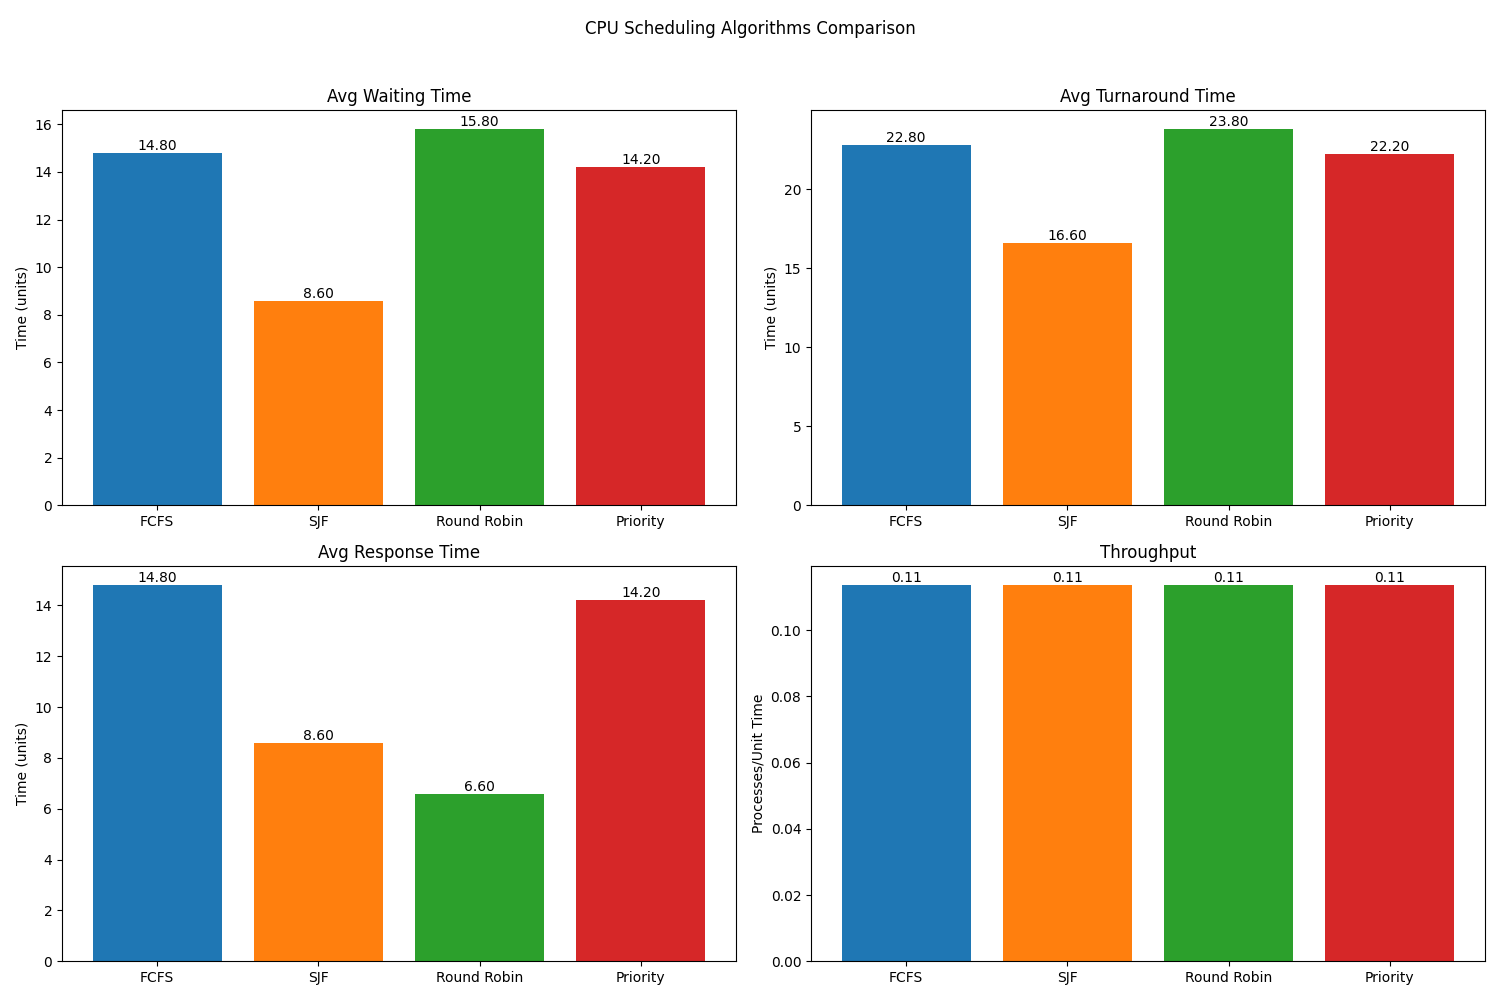 CPU Scheduling Algorithms Comparison
Avg Waiting Time
Time (units)
16
14
12
10
8
6
4
2
0
14.80
8.60
15.80
14.20
FCFS
SJF
Round Robin
Priority
Avg Turnaround Time
Time (units)
20
15
10
5
0
22.80
16.60
23.80
22.20
FCFS
SJF
Round Robin
Priority
Avg Response Time
Time (units)
14
12
10
8
6
4
2
0
14.80
8.60
6.60
14.20
FCFS
SJF
Round Robin
Priority
Throughput
Processes/Unit Time
0.10
0.08
0.06
0.04
0.02
0.00
0.11
0.11
0.11
0.11
FCFS
SJF
Round Robin
Priority